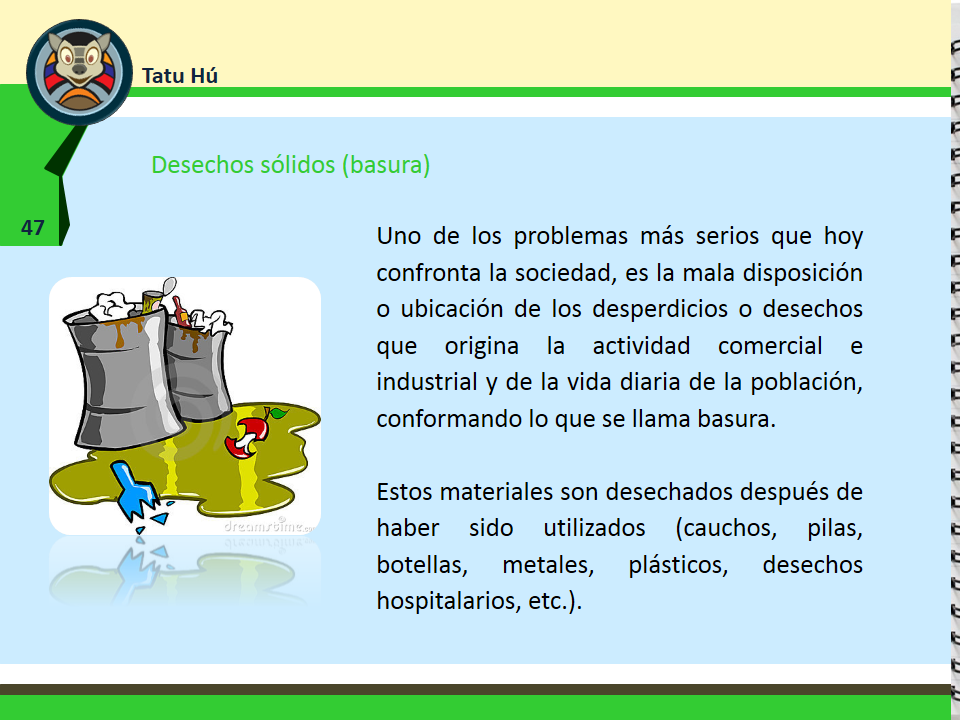 Tatu Hú
Desechos sólidos (basura)
47
Uno de los problemas más serios que hoy
confronta la sociedad, es la mala disposición
o ubicación de los desperdicios o desechos
que origina la actividad comercial e
industrial y de la vida diaria de la población,
conformando lo que se llama basura.
Estos materiales son desechados después de
haber sido utilizados (cauchos, pilas,
botellas, metales, plásticos, desechos
hospitalarios, etc.).
dreamstime